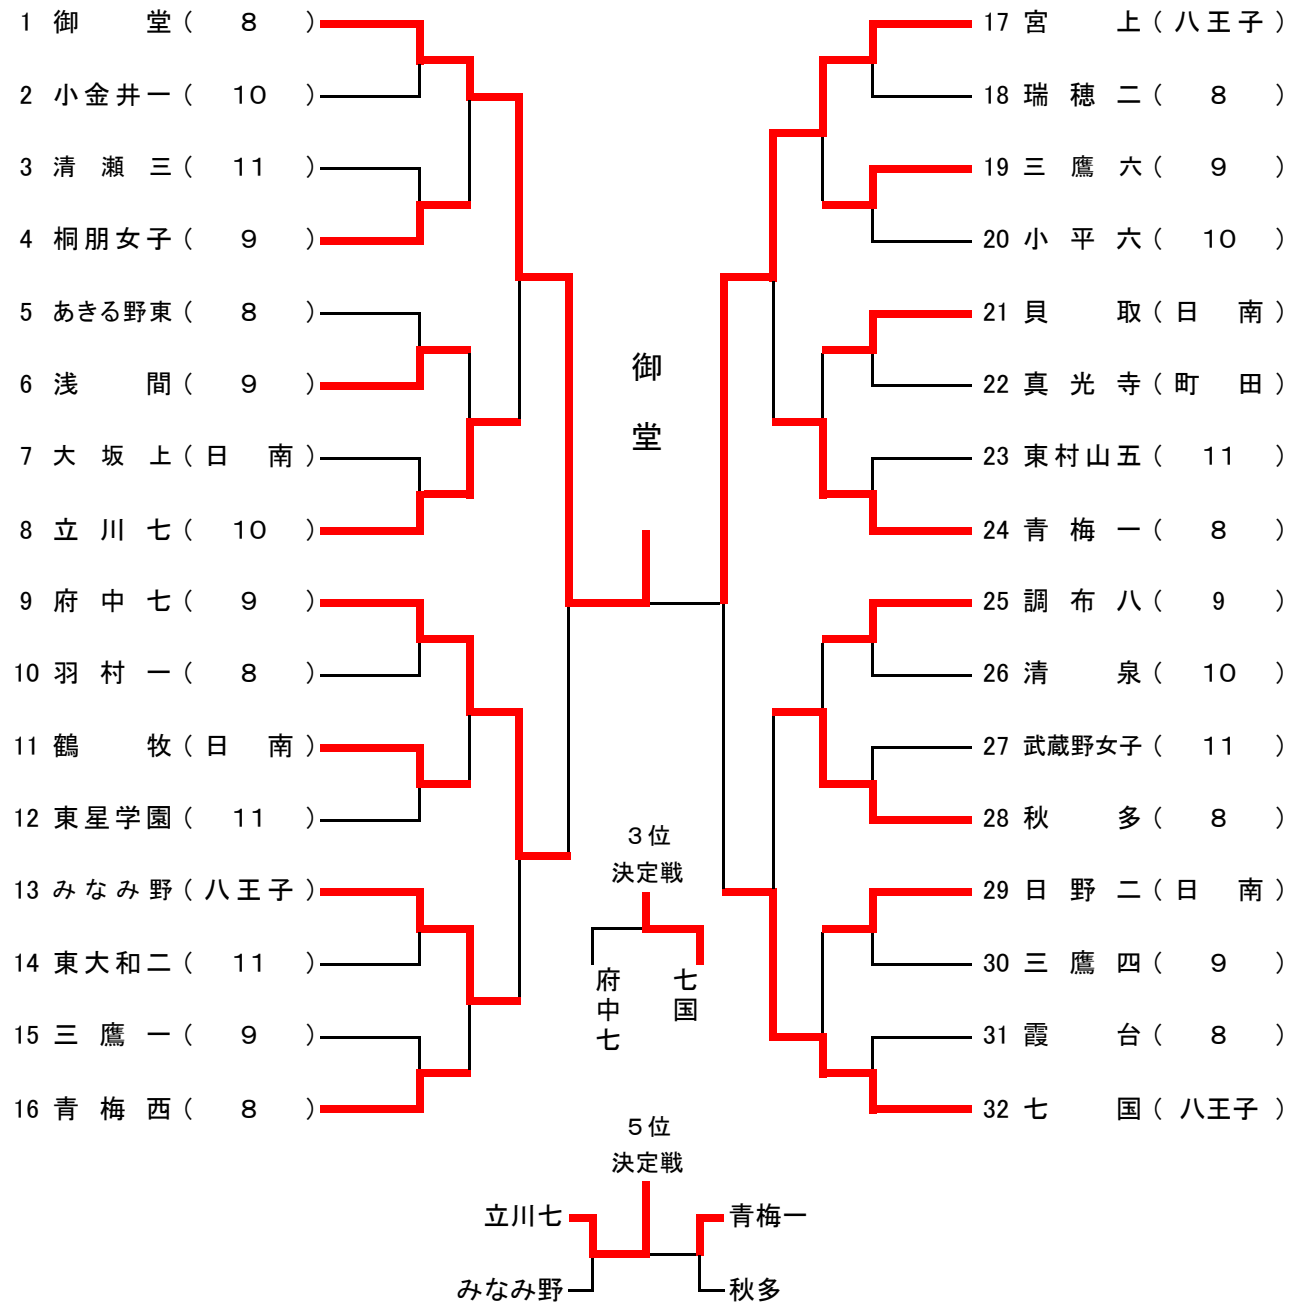 1 御堂（ 8 ）
2 小金井一（ 10 ）
3 清瀬三（ 11 ）
4 桐朋女子（ 9 ）
5 あきる野東（ 8 ）
6 浅間（ 9 ）
7 大坂上（ 日南 ）
8 立川七（ 10 ）
9 府中七（ 9 ）
10 羽村一（ 8 ）
11 鶴牧（ 日南 ）
12 東星学園（ 11 ）
13 みなみ野（ 八王子 ）
14 東大和二（ 11 ）
15 三鷹一（ 9 ）
16 青梅西（ 8 ）
御堂
17 宮上（ 八王子 ）
18 瑞穂二（ 8 ）
19 三鷹六（ 9 ）
20 小平六（ 10 ）
21 貝取（ 日南 ）
22 真光寺（ 町田 ）
23 東村山五（ 11 ）
24 青梅一（ 8 ）
25 調布八（ 9 ）
26 清泉（ 10 ）
27 武蔵野女子（ 11 ）
28 秋多（ 8 ）
29 日野二（ 日南 ）
30 三鷹四（ 9 ）
31 霞台（ 8 ）
32 七国（ 八王子 ）
３位
決定戦
府中七
七国
５位
決定戦
立川七
青梅一
みなみ野
秋多